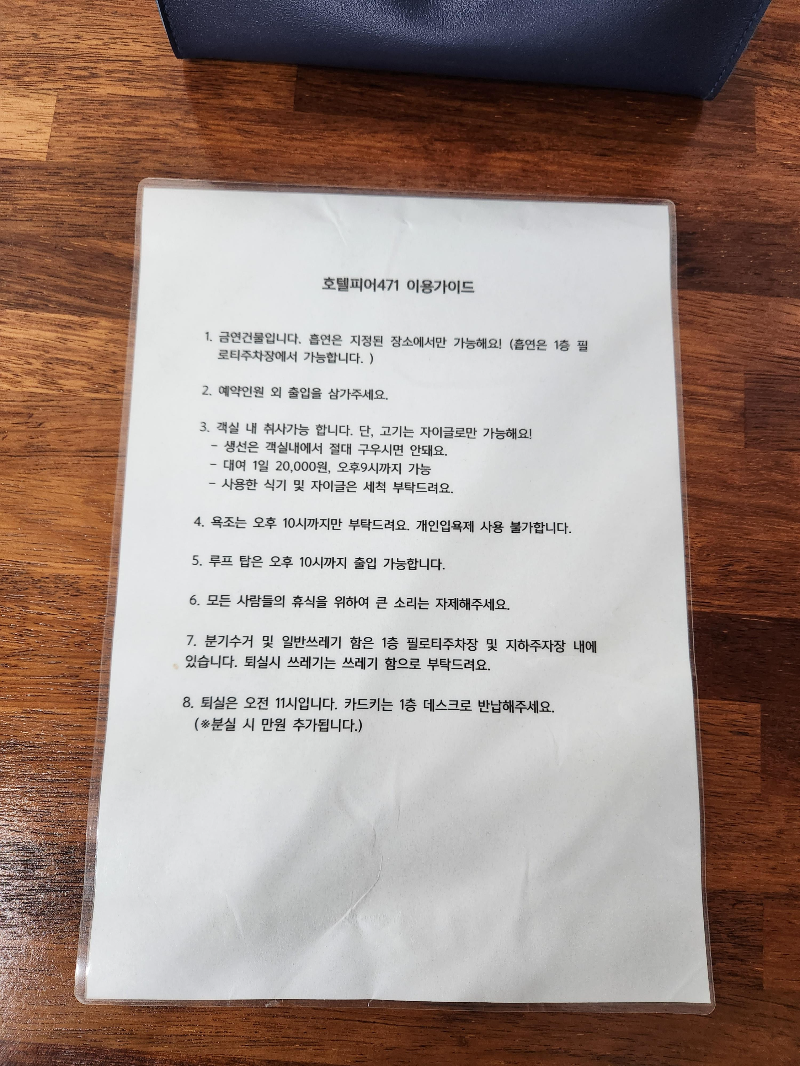 호텔피어471 이용가이드
1. 금연건물입니다. 흡연은 지정된 장소에서만 가능해요! (흡연은 1층 필
로티주차장에서 가능합니다. )
2. 예약인원 외 출입을 삼가주세요.
3. 객실 내 취사가능 합니다. 단, 고기는 자이글로만 가능해요!
- 생선은 객실내에서 절대 구우시면 안돼요.
- 대여 1일 20,000원, 오후9시까지 가능
- 사용한 식기 및 자이글은 세척 부탁드려요.
4. 욕조는 오후 10시까지만 부탁드려요. 개인입욕제 사용 불가합니다.
5. 루프 탑은 오후 10시까지 출입 가능합니다.
6. 모든 사람들의 휴식을 위하여 큰 소리는 자제해주세요.
7. 분기수거 및 일반쓰레기 함은 1층 필로티주차장 및 지하주자장 내에
있습니다. 퇴실시 쓰레기는 쓰레기 함으로 부탁드려요.
8. 퇴실은 오전 11시입니다. 카드키는 1층 데스크로 반납해주세요.
(※분실 시 만원 추가됩니다.)